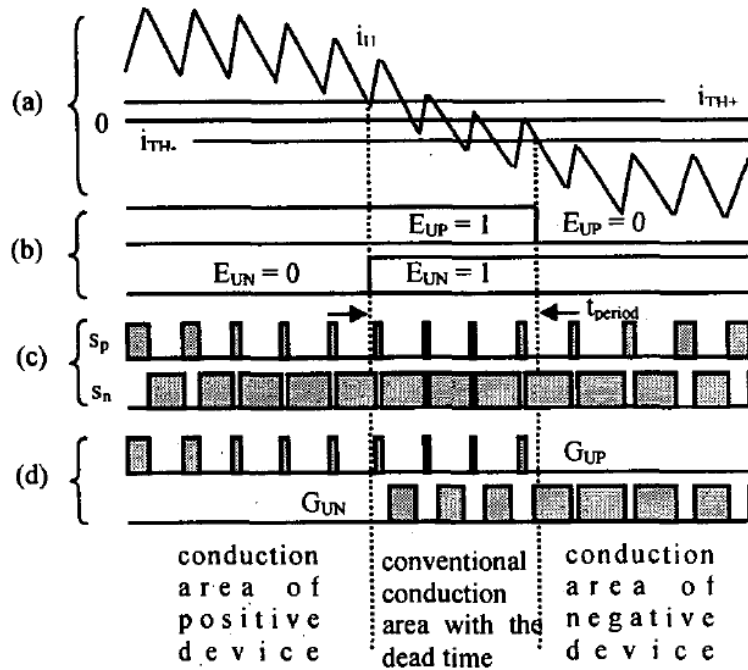 (a)
i_U
i_TH+
0
i_TH-
(b)
E_UP = 1
E_UP = 0
E_UN = 0
E_UN = 1
t_period
(c)
s_p
s_n
(d)
G_UP
G_UN
conduction
area of
positive
device
conventional
conduction
area with the
dead time
conduction
area of
negative
device